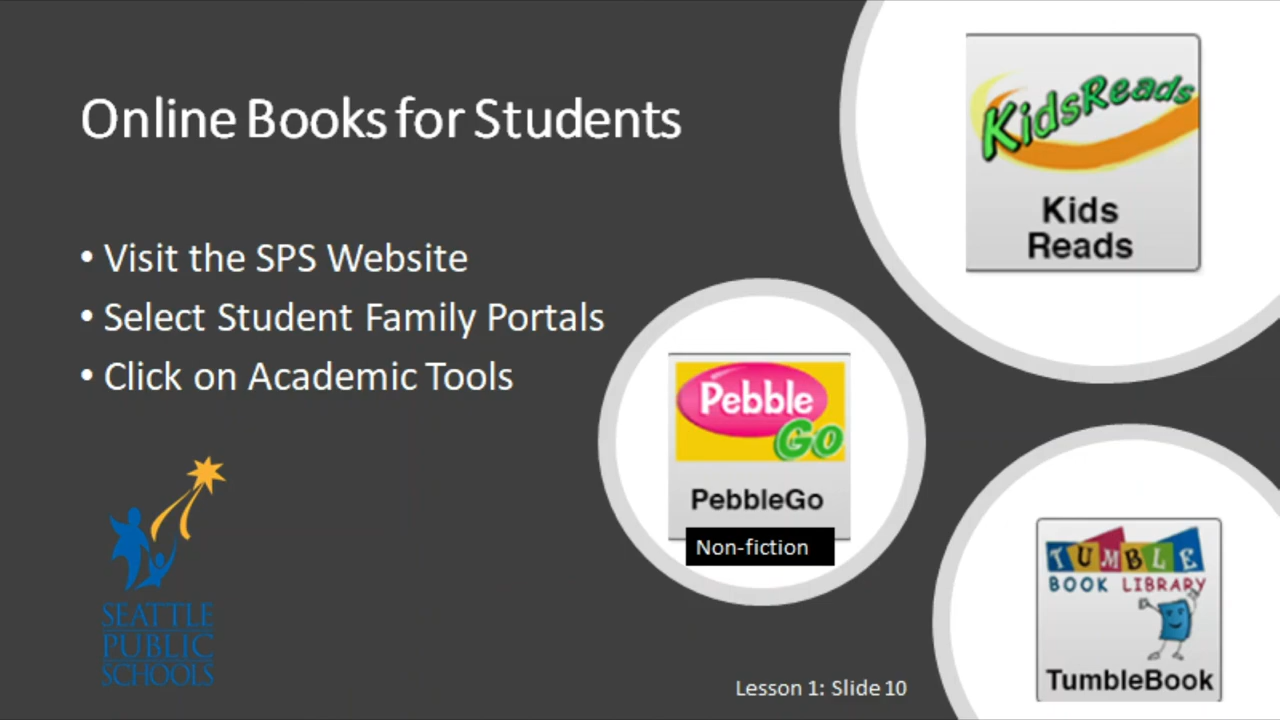 Online Books for Students
• Visit the SPS Website
• Select Student Family Portals
• Click on Academic Tools
KidsReads
Kids
Reads
Pebble
Go
PebbleGo
Non-fiction
TUMBLE
BOOK LIBRARY
TumbleBook
SEATTLE
PUBLIC
SCHOOLS
Lesson 1: Slide 10